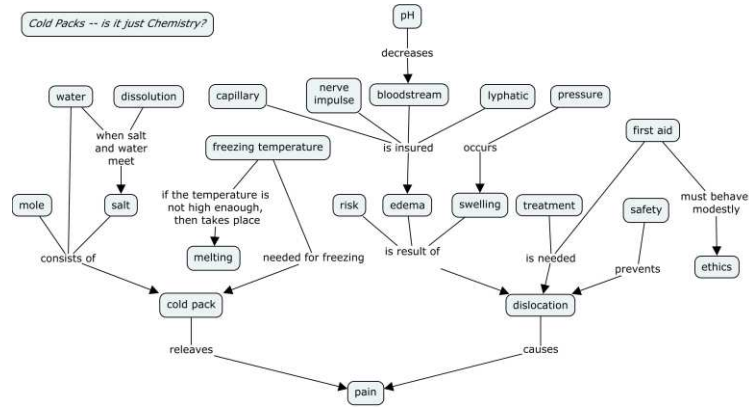 Cold Packs -- is it just Chemistry?
pH
decreases
water
dissolution
capillary
nerve
impulse
bloodstream
lyphatic
pressure
when salt
and water
meet
freezing temperature
is insured
occurs
first aid
mole
salt
if the temperature is
not high enaough,
then takes place
risk
edema
swelling
treatment
safety
must behave
modestly
consists of
melting
needed for freezing
is result of
is needed
prevents
ethics
cold pack
dislocation
releaves
causes
pain